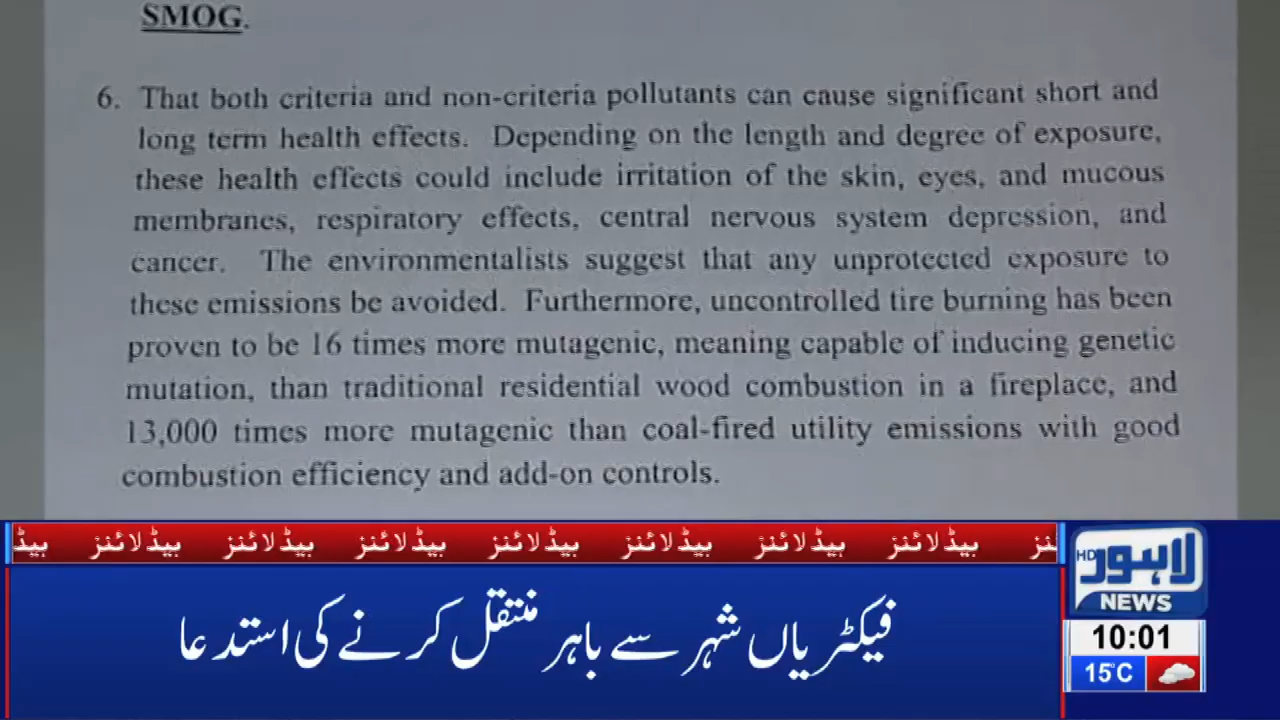 SMOG.
6. That both criteria and non-criteria pollutants can cause significant short and
long term health effects. Depending on the length and degree of exposure,
these health effects could include irritation of the skin, eyes, and mucous
membranes, respiratory effects, central nervous system depression, and
cancer. The environmentalists suggest that any unprotected exposure to
these emissions be avoided. Furthermore, uncontrolled tire burning has been
proven to be 16 times more mutagenic, meaning capable of inducing genetic
mutation, than traditional residential wood combustion in a fireplace, and
13,000 times more mutagenic than coal-fired utility emissions with good
combustion efficiency and add-on controls.
نز ہیڈلائنز ہیڈلائنز ہیڈلائنز ہیڈلائنز ہیڈلائنز ہیڈلائنز ہیڈلائنز ہیڈ
فیکٹریاں شہر سے باہر منتقل کرنے کی استدعا
HD لاہور
NEWS
10:01
15°C